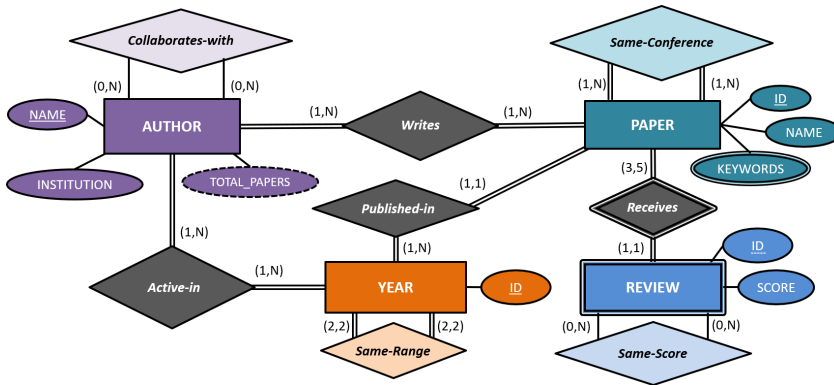 Collaborates-with
Same-Conference
(0,N)
(0,N)
(1,N)
(1,N)
NAME
AUTHOR
(1,N)
Writes
(1,N)
PAPER
ID
NAME
KEYWORDS
INSTITUTION
TOTAL_PAPERS
(1,1)
(3,5)
Published-in
Receives
(1,N)
(1,N)
(1,1)
ID
Active-in
(1,N)
YEAR
ID
REVIEW
SCORE
(2,2)
(2,2)
(0,N)
(0,N)
Same-Range
Same-Score